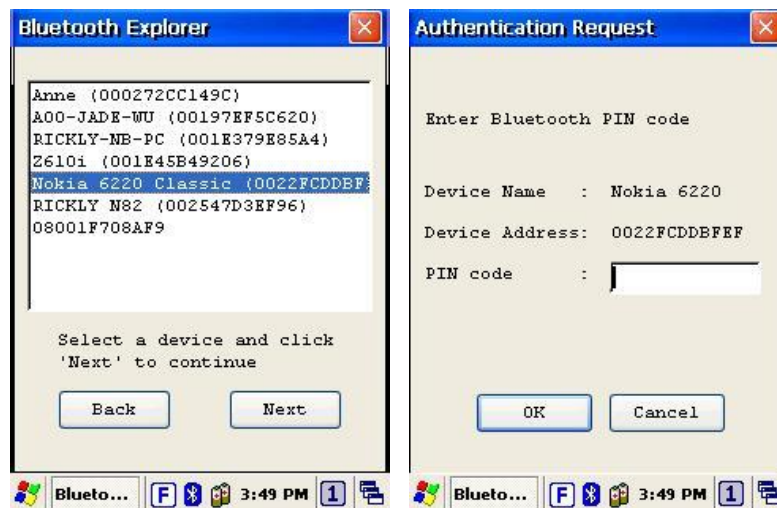 Bluetooth Explorer
Anne (000272CC149C)
A00-JADE-WU (00197EF5C620)
RICKLY-NB-PC (001E379E85A4)
Z610i (001E45B49206)
Nokia 6220 Classic (0022FCDDBF
RICKLY N82 (002547D3EF96)
08001F708AF9
Select a device and click
'Next' to continue
Back Next
Blueto... F 3:49 PM 1
Authentication Request
Enter Bluetooth PIN code
Device Name : Nokia 6220
Device Address: 0022FCDDBFEF
PIN code :
OK Cancel
Blueto... F 3:49 PM 1